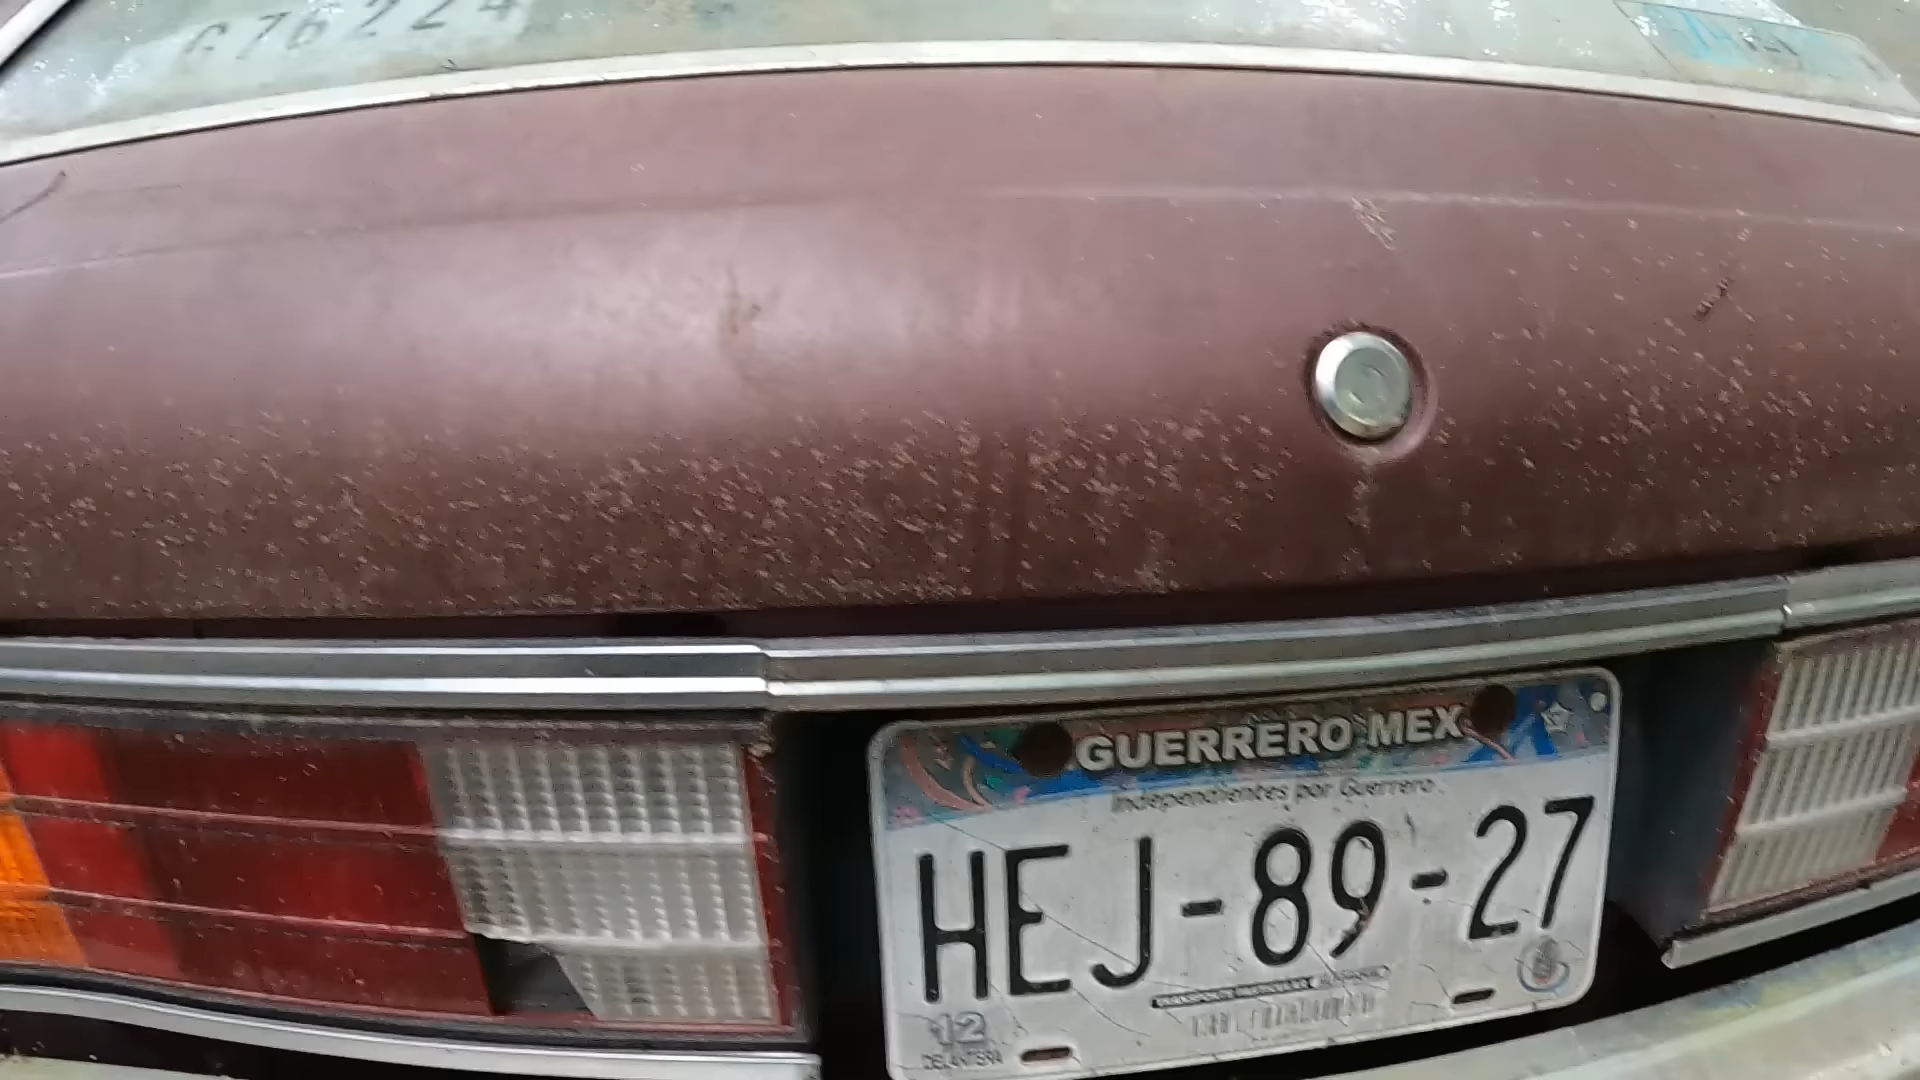 G76224
GUERRERO MEX
Independientes por Guerrero
HEJ-89-27
12
DELANTERA